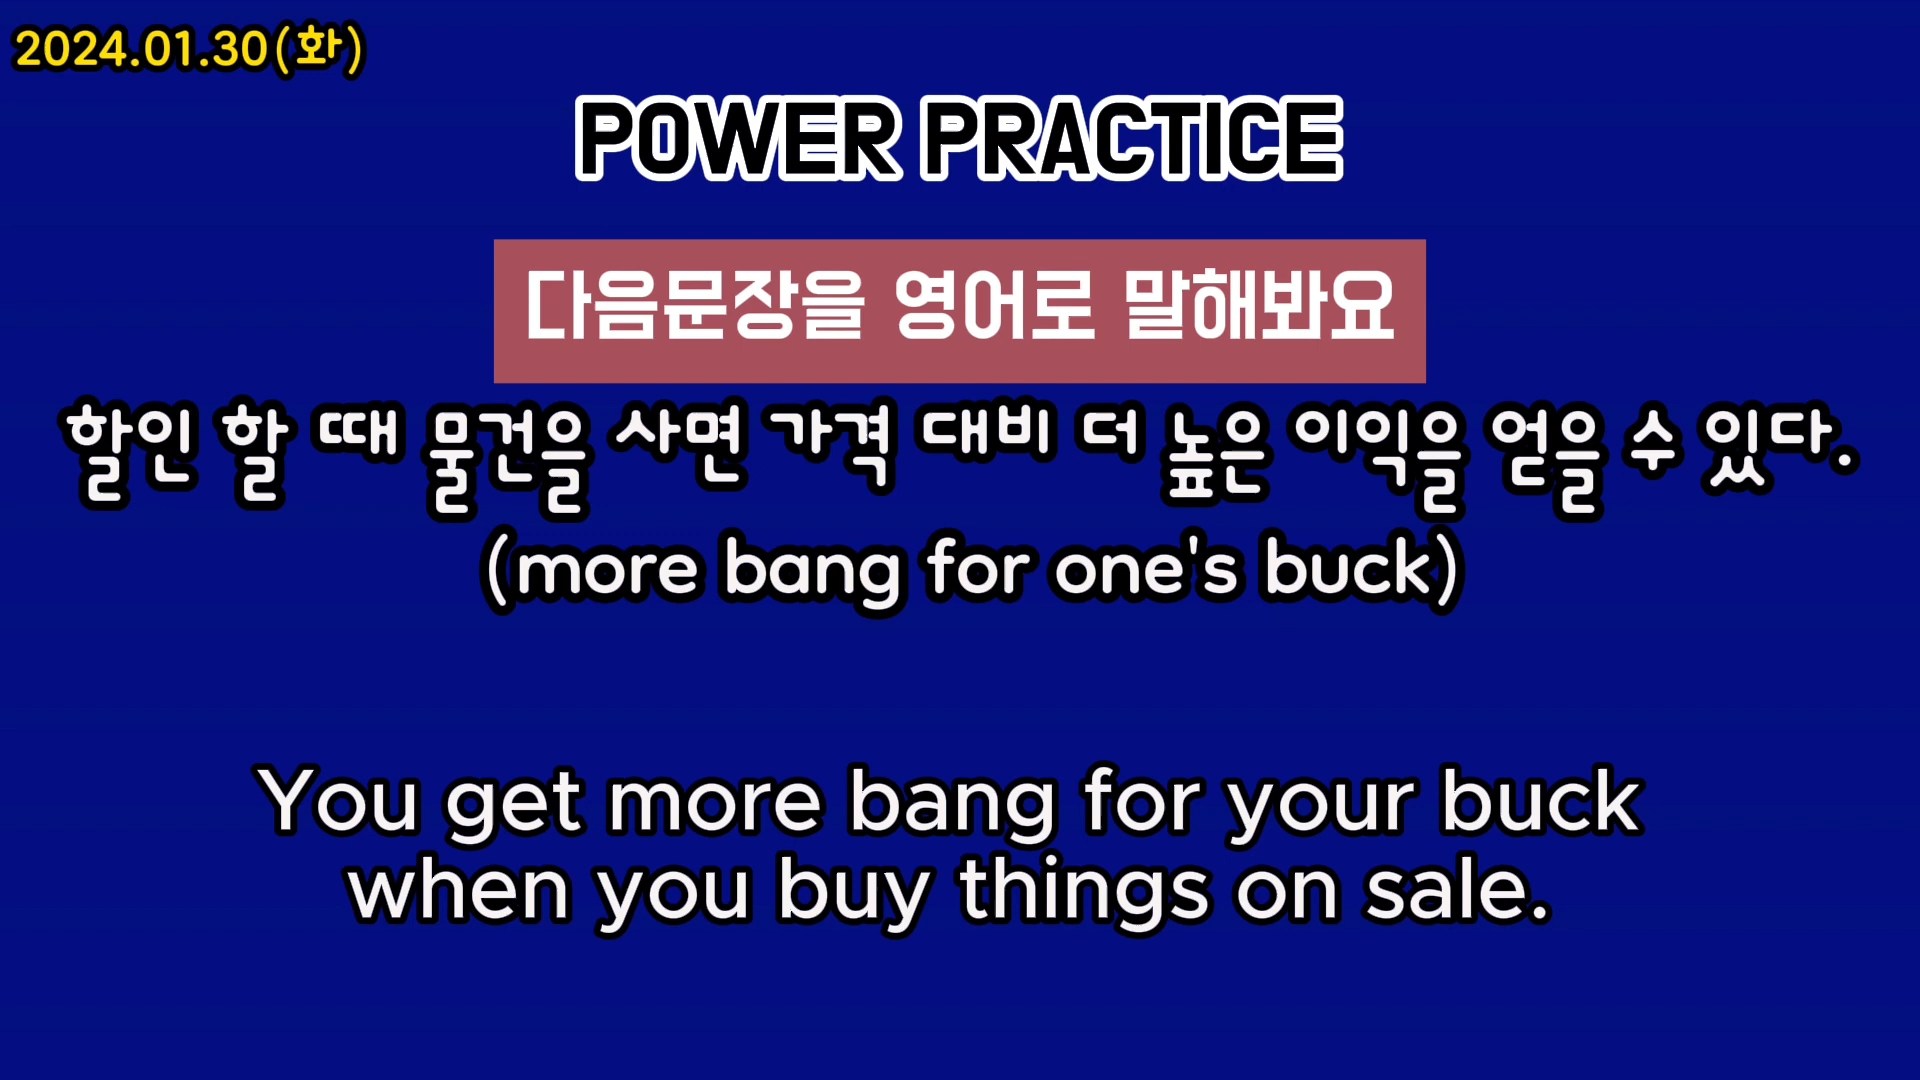 2024.01.30(화)
POWER PRACTICE
다음문장을 영어로 말해봐요
할인 할 때 물건을 사면 가격 대비 더 높은 이익을 얻을 수 있다.
(more bang for one's buck)
You get more bang for your buck
when you buy things on sale.